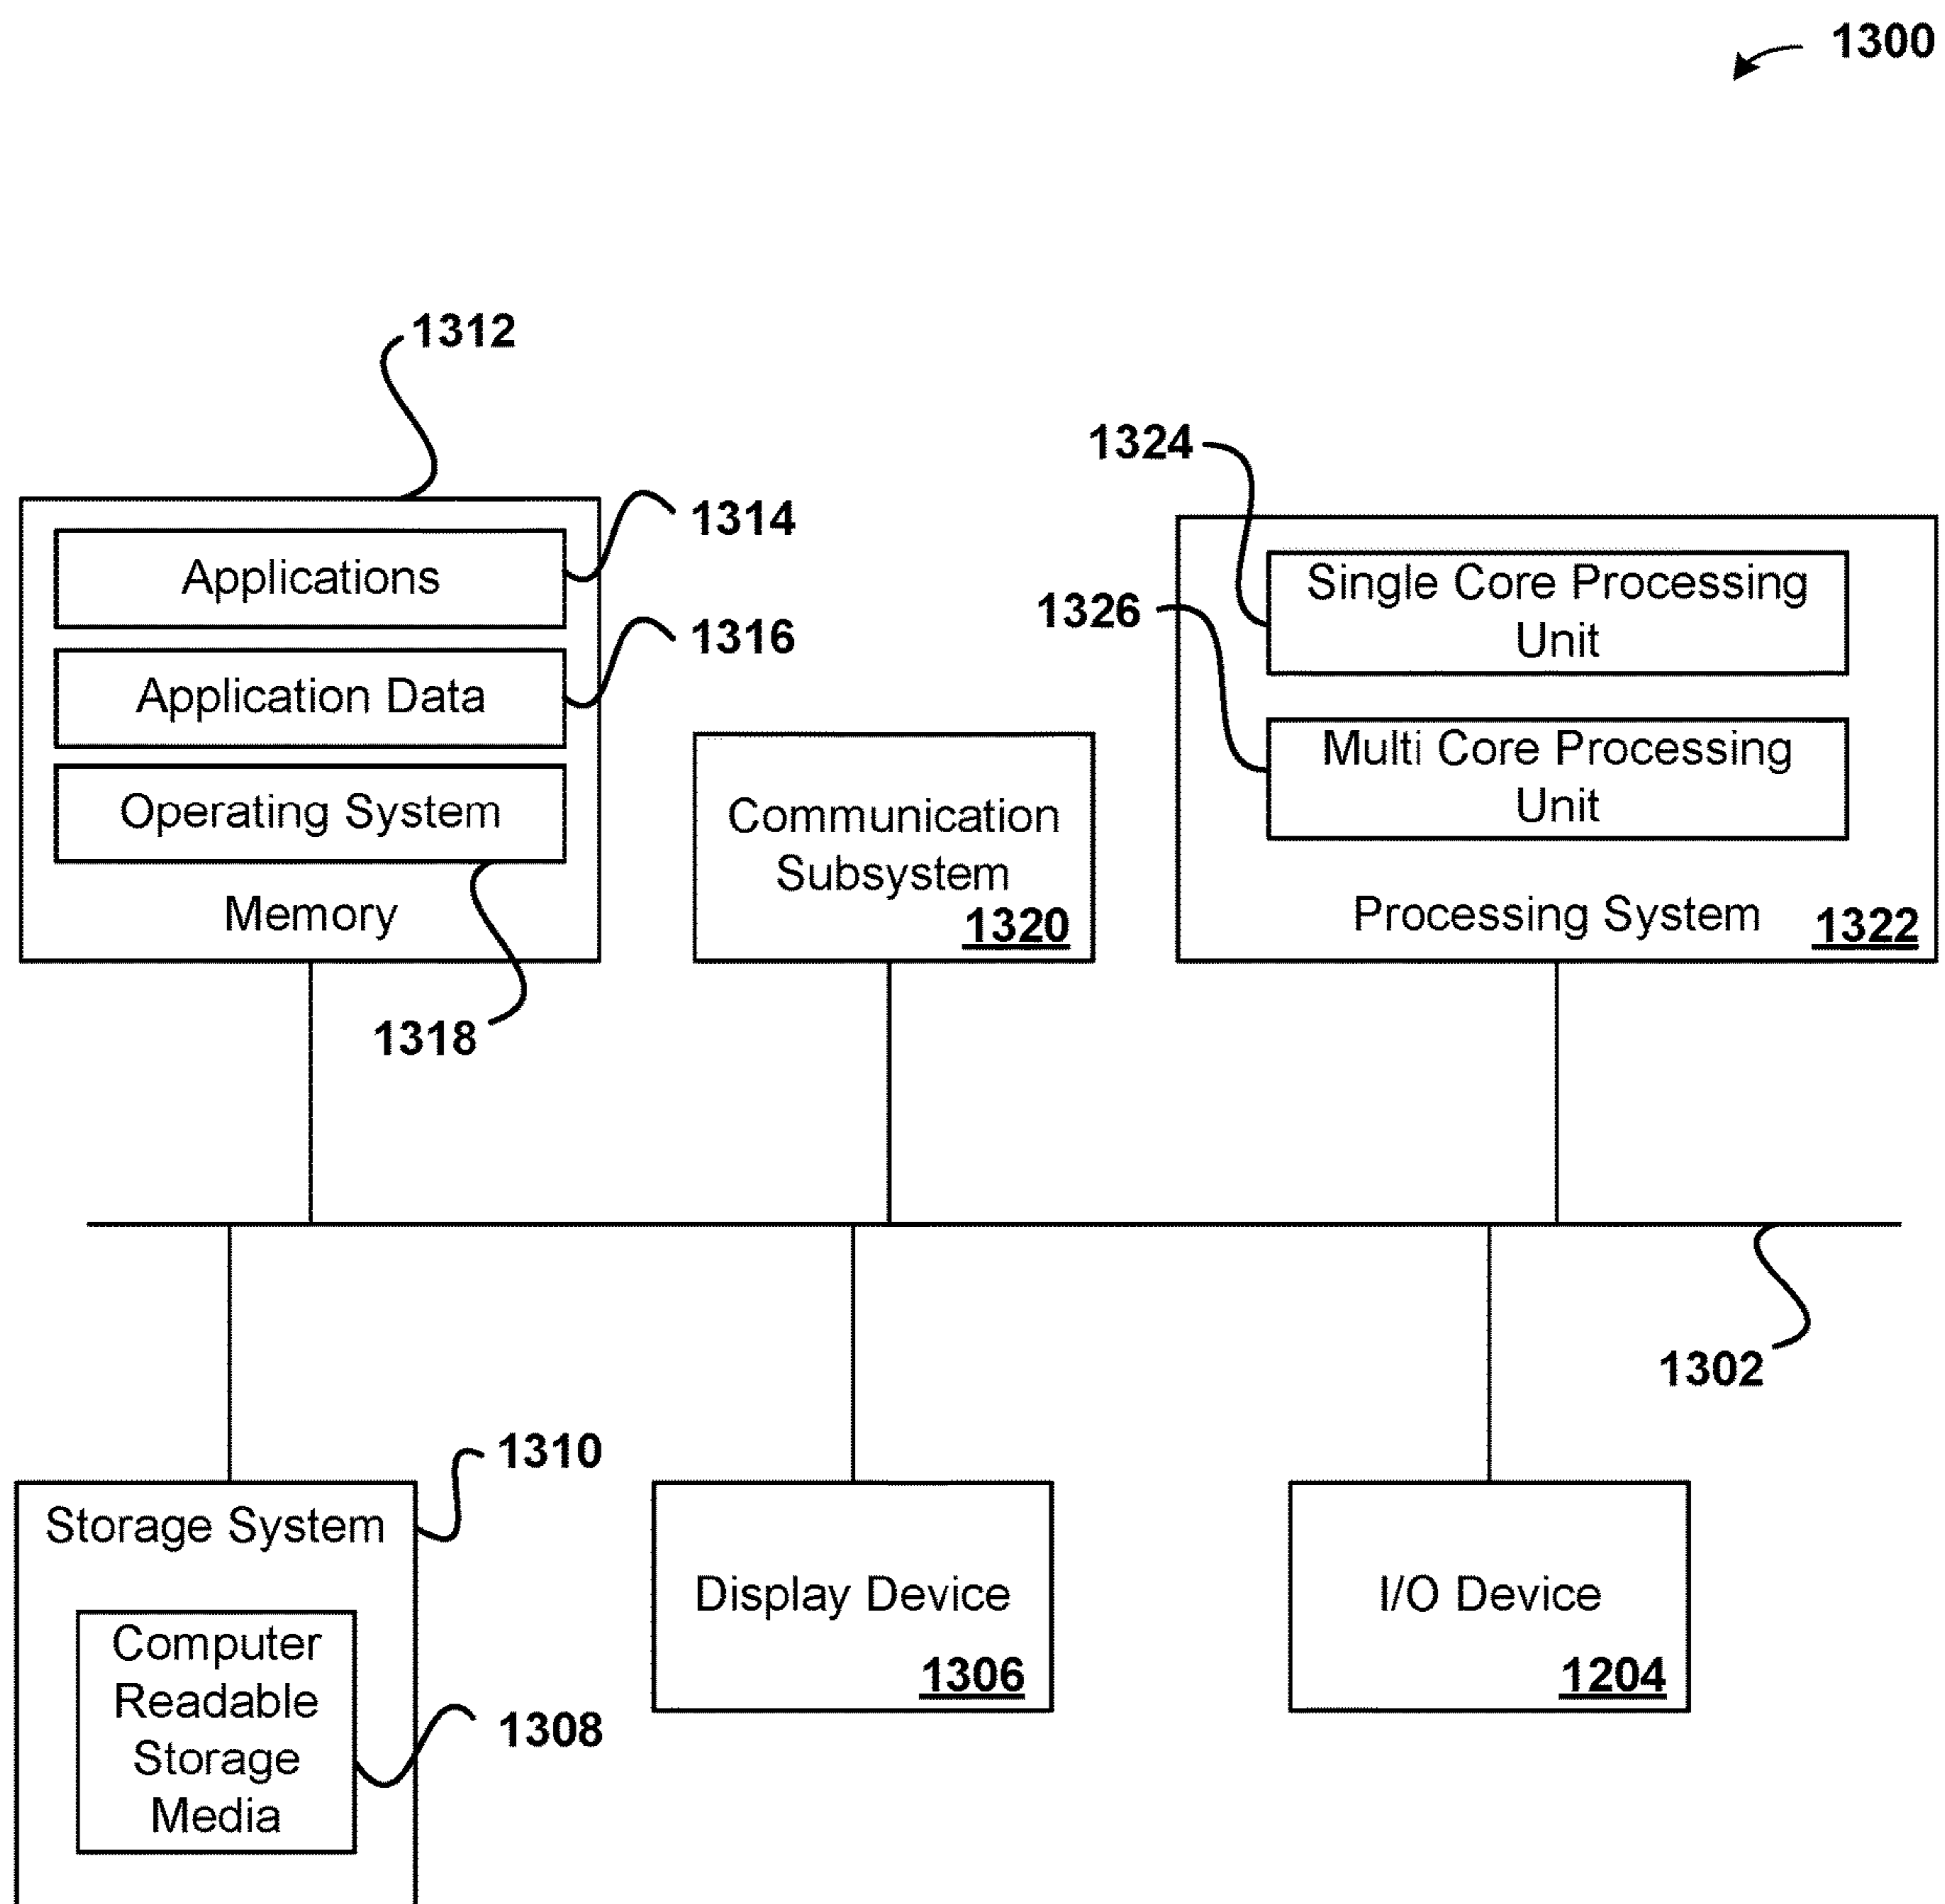 1300
1312
1324
1314
Applications
Single Core Processing
Unit
1326
1316
Application Data
Multi Core Processing
Unit
Operating System
Communication
Subsystem
1320
Memory
Processing System
1322
1318
1302
1310
Storage System
Computer
Readable
Storage
Media
1308
Display Device
1306
I/O Device
1204